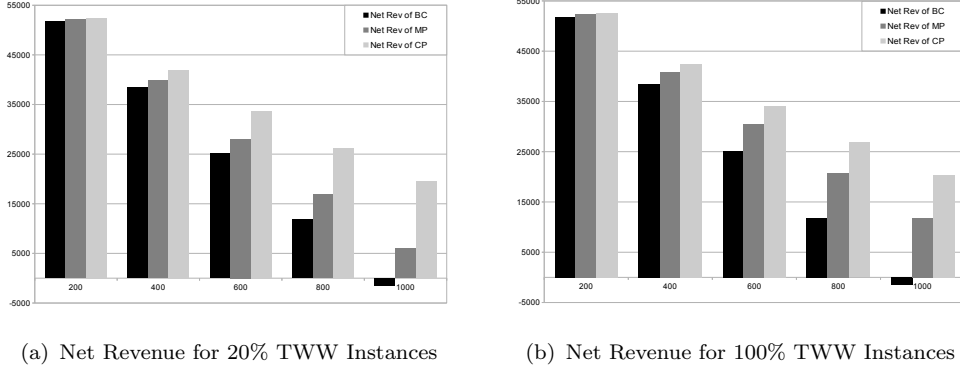 55000
45000
35000
25000
15000
5000
-5000
200 400 600 800 1000
Net Rev of BC
Net Rev of MP
Net Rev of CP
(a) Net Revenue for 20% TWW Instances
55000
45000
35000
25000
15000
5000
-5000
200 400 600 800 1000
Net Rev of BC
Net Rev of MP
Net Rev of CP
(b) Net Revenue for 100% TWW Instances